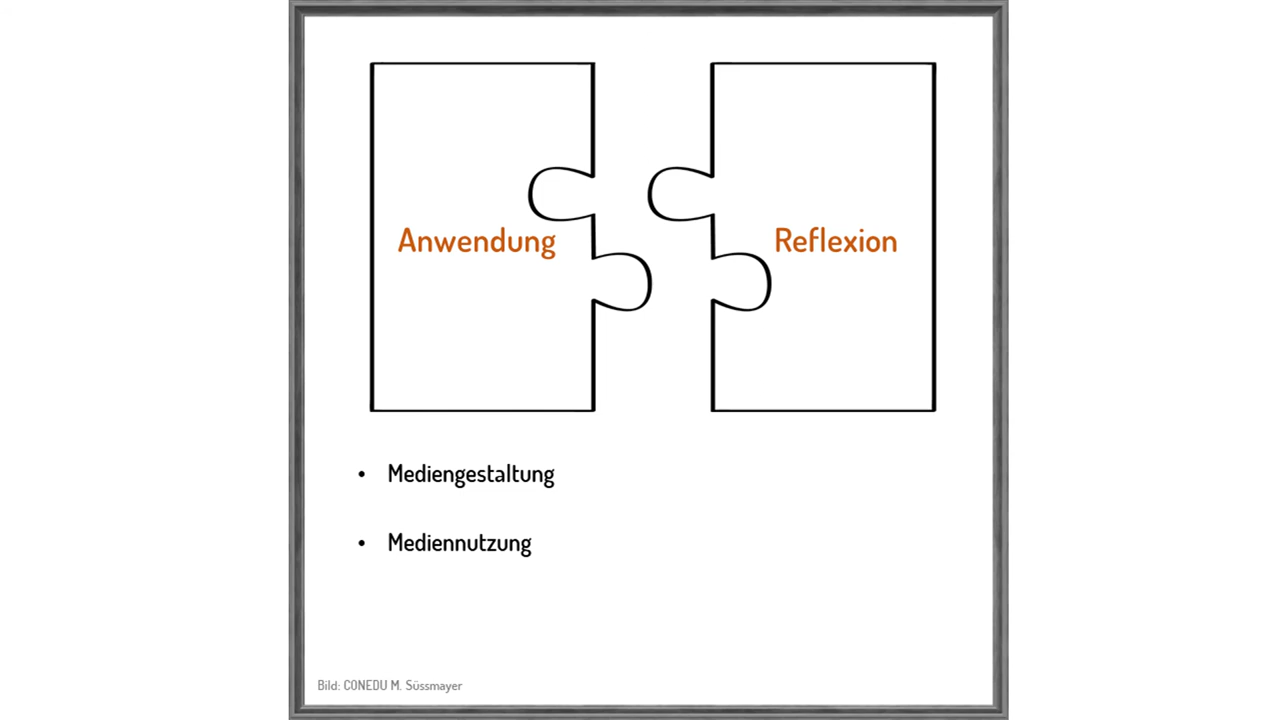 Anwendung
Reflexion
• Mediengestaltung
• Mediennutzung
Bild: CONEDU M. Süssmayer